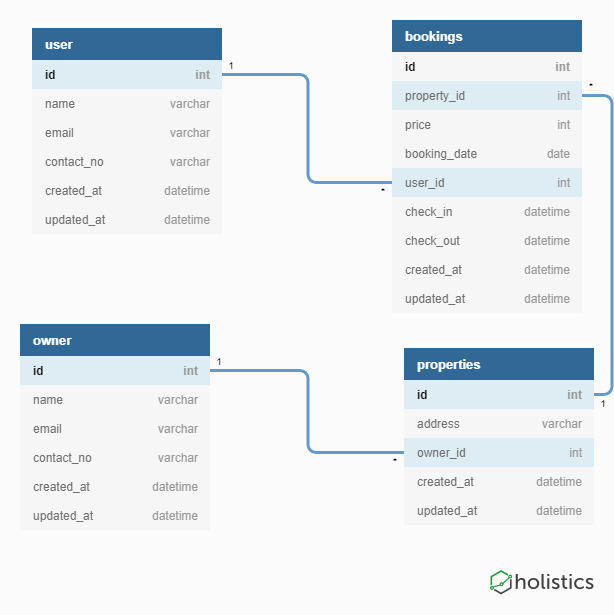 user
id int
name varchar
email varchar
contact_no varchar
created_at datetime
updated_at datetime
1
bookings
id int
property_id int
price int
booking_date date
user_id int
check_in datetime
check_out datetime
created_at datetime
updated_at datetime
*
*
owner
id int
name varchar
email varchar
contact_no varchar
created_at datetime
updated_at datetime
1
properties
id int
address varchar
owner_id int
created_at datetime
updated_at datetime
*
1
holistics